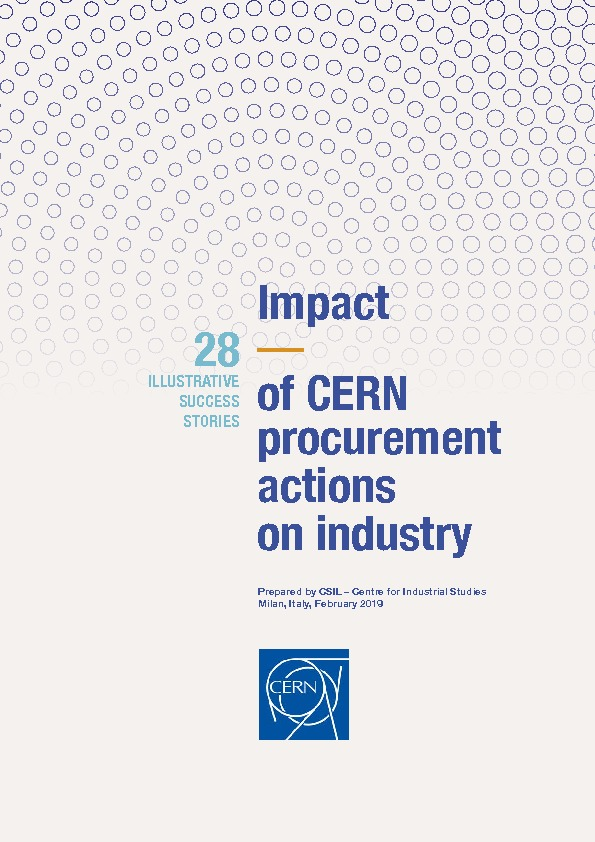 Impact
28
ILLUSTRATIVE
SUCCESS
STORIES
of CERN
procurement
actions
on industry
Prepared by CSIL – Centre for Industrial Studies
Milan, Italy, February 2019
CERN